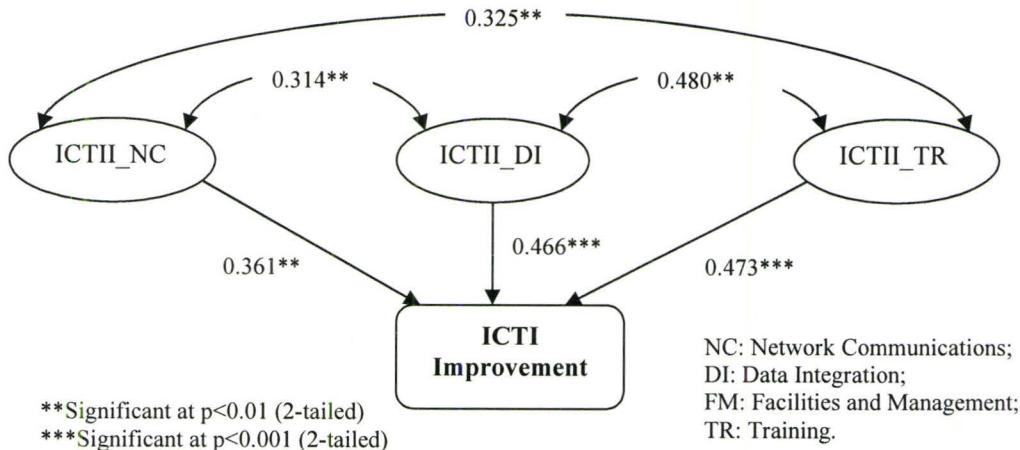 0.325**
0.314**
0.480**
ICTII_NC
ICTII_DI
ICTII_TR
0.361**
0.466***
0.473***
ICTI
Improvement
NC: Network Communications;
DI: Data Integration;
FM: Facilities and Management;
TR: Training.
**Significant at p<0.01 (2-tailed)
***Significant at p<0.001 (2-tailed)